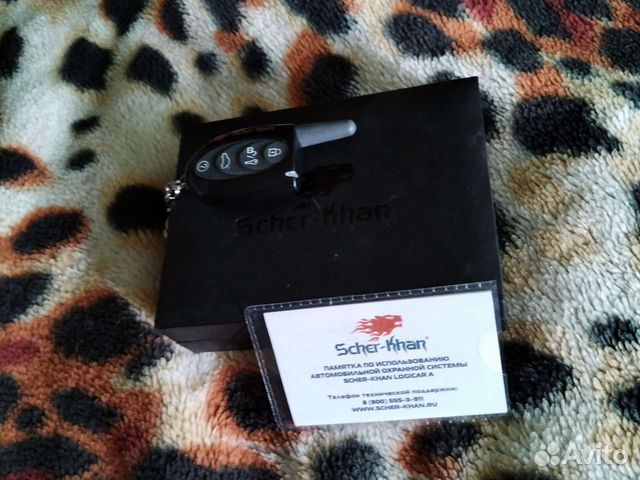 Scher-Khan
Scher-Khan
ПАМЯТКА ПО ИСПОЛЬЗОВАНИЮ
АВТОМОБИЛЬНОЙ ОХРАННОЙ СИСТЕМЫ
SCHER-KHAN LOGICAR A
Телефон технической поддержки:
8 (800) 555-3-911
WWW.SCHER-KHAN.RU
Avito